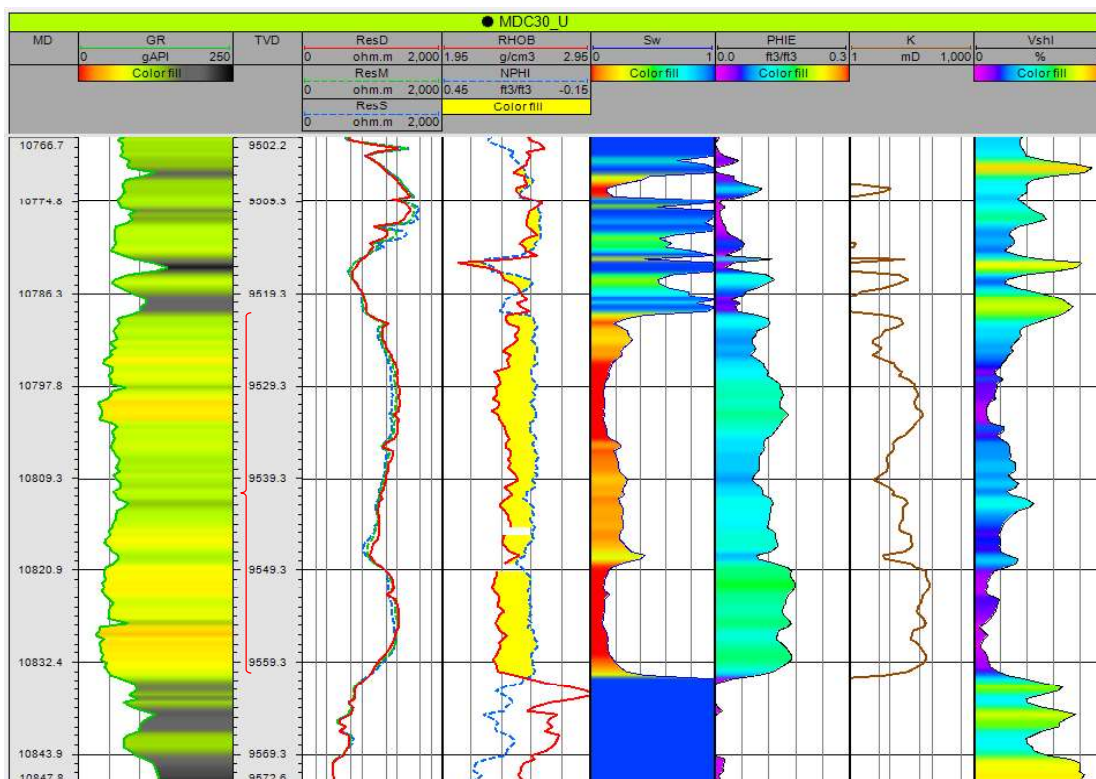 MDC30_U
MD GR TVD ResD RHOB Sw PHIE K Vshl
0 gAPI 250 0 ohm.m 2,000 1.95 g/cm3 2.95 0 1 0.0 ft3/ft3 0.3 1 mD 1,000 0 %
Color fill ResM NPHI Color fill Color fill Color fill
0 ohm.m 2,000 0.45 ft3/ft3 -0.15
ResS Color fill
0 ohm.m 2,000
10766.7 9502.2
10774.8
10786.3 9519.3
10797.8 9529.3
10809.3 9539.3
10820.9 9549.3
10832.4 9559.3
10843.9 9569.3
10847.8 9572.6